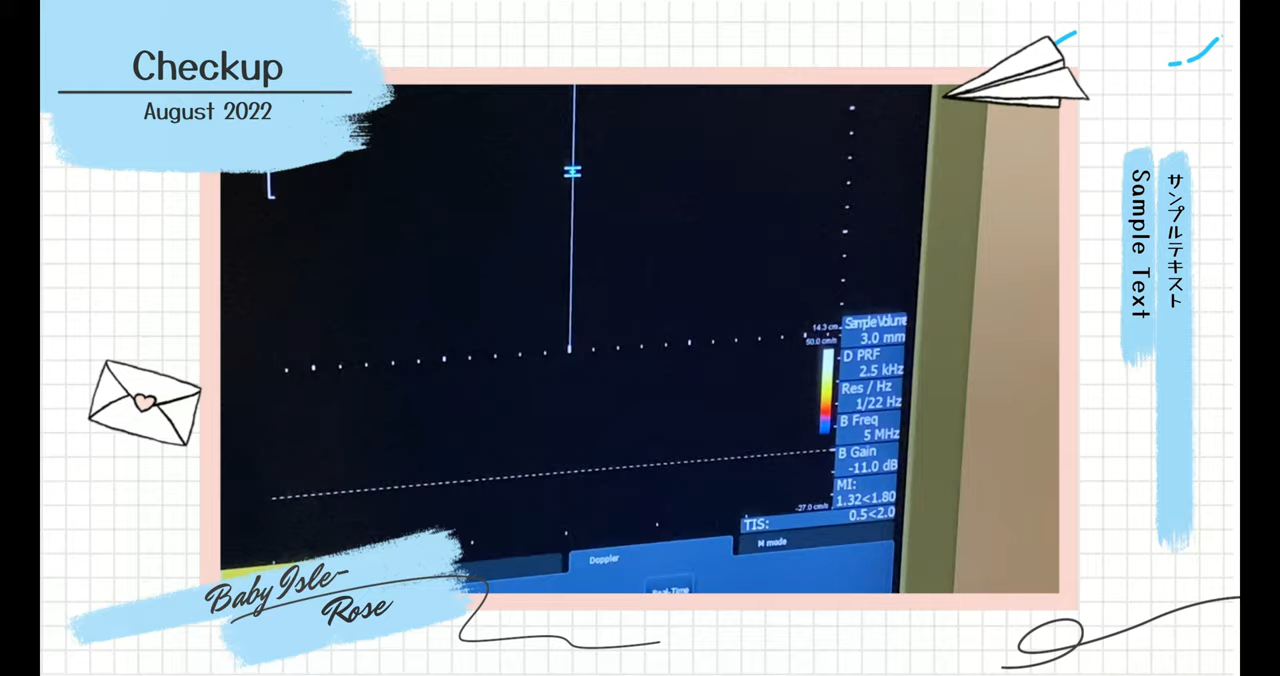 Checkup
August 2022
サンプルテキスト
Sample Text
14.3 cm
50.0 cm/s
Sample Volume
3.0 mm
D PRF
2.5 kHz
Res / Hz
1/22 Hz
B Freq
5 MHz
B Gain
-11.0 dB
MI:
1.32<1.80
-37.0 cm/s
TIS:
0.5<2.0
M mode
Doppler
Real-Time
Baby Isle-
Rose